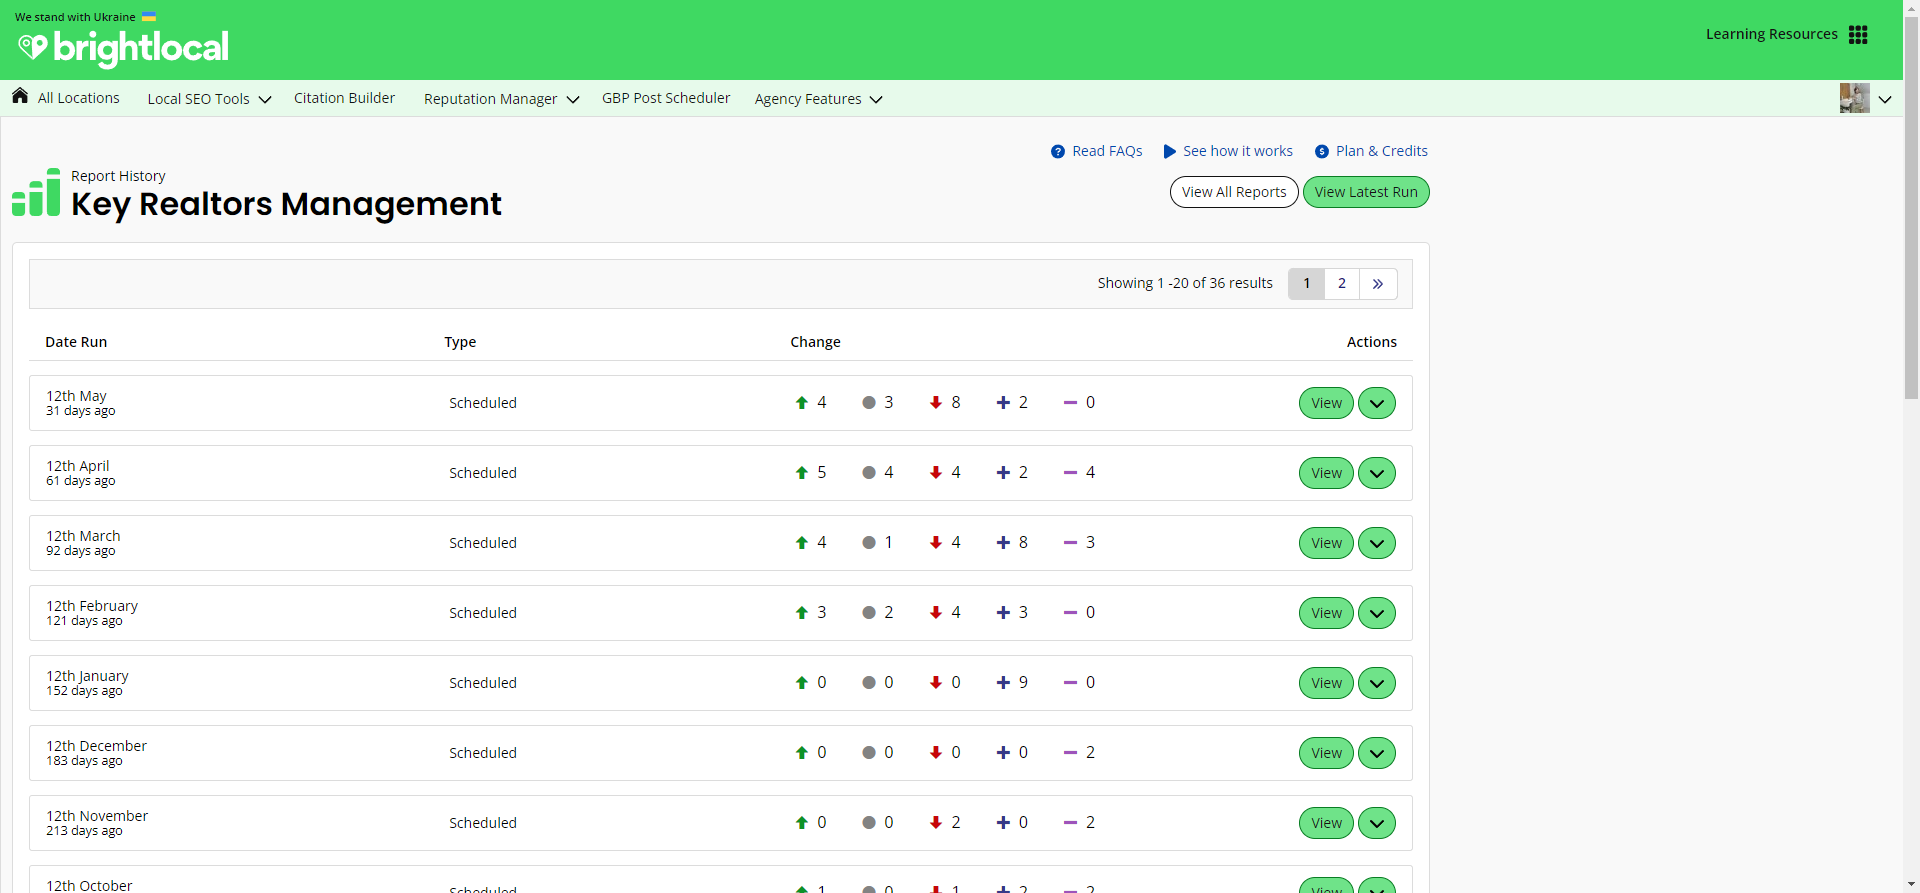 We stand with Ukraine
brightlocal
Learning Resources
All Locations Local SEO Tools Citation Builder Reputation Manager GBP Post Scheduler Agency Features
Read FAQs See how it works Plan & Credits
Report History
Key Realtors Management
View All Reports View Latest Run
Showing 1 -20 of 36 results 1 2 »
Date Run Type Change Actions
12th May
31 days ago
Scheduled 4 3 8 2 0 View
12th April
61 days ago
Scheduled 5 4 4 2 4 View
12th March
92 days ago
Scheduled 4 1 4 8 3 View
12th February
121 days ago
Scheduled 3 2 4 3 0 View
12th January
152 days ago
Scheduled 0 0 0 9 0 View
12th December
183 days ago
Scheduled 0 0 0 0 2 View
12th November
213 days ago
Scheduled 0 0 2 0 2 View
12th October
Scheduled 1 0 1 2 2 View